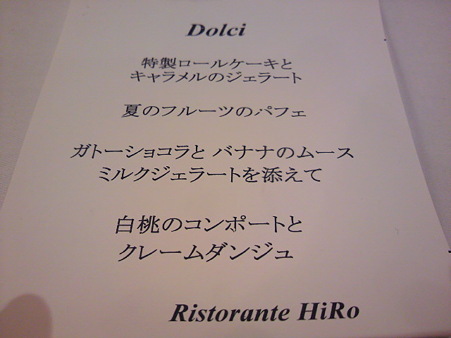 Dolci
特製ロールケーキと
キャラメルのジェラート
夏のフルーツのパフェ
ガトーショコラと バナナのムース
ミルクジェラートを添えて
白桃のコンポートと
クレームダンジュ
Ristorante HiRo